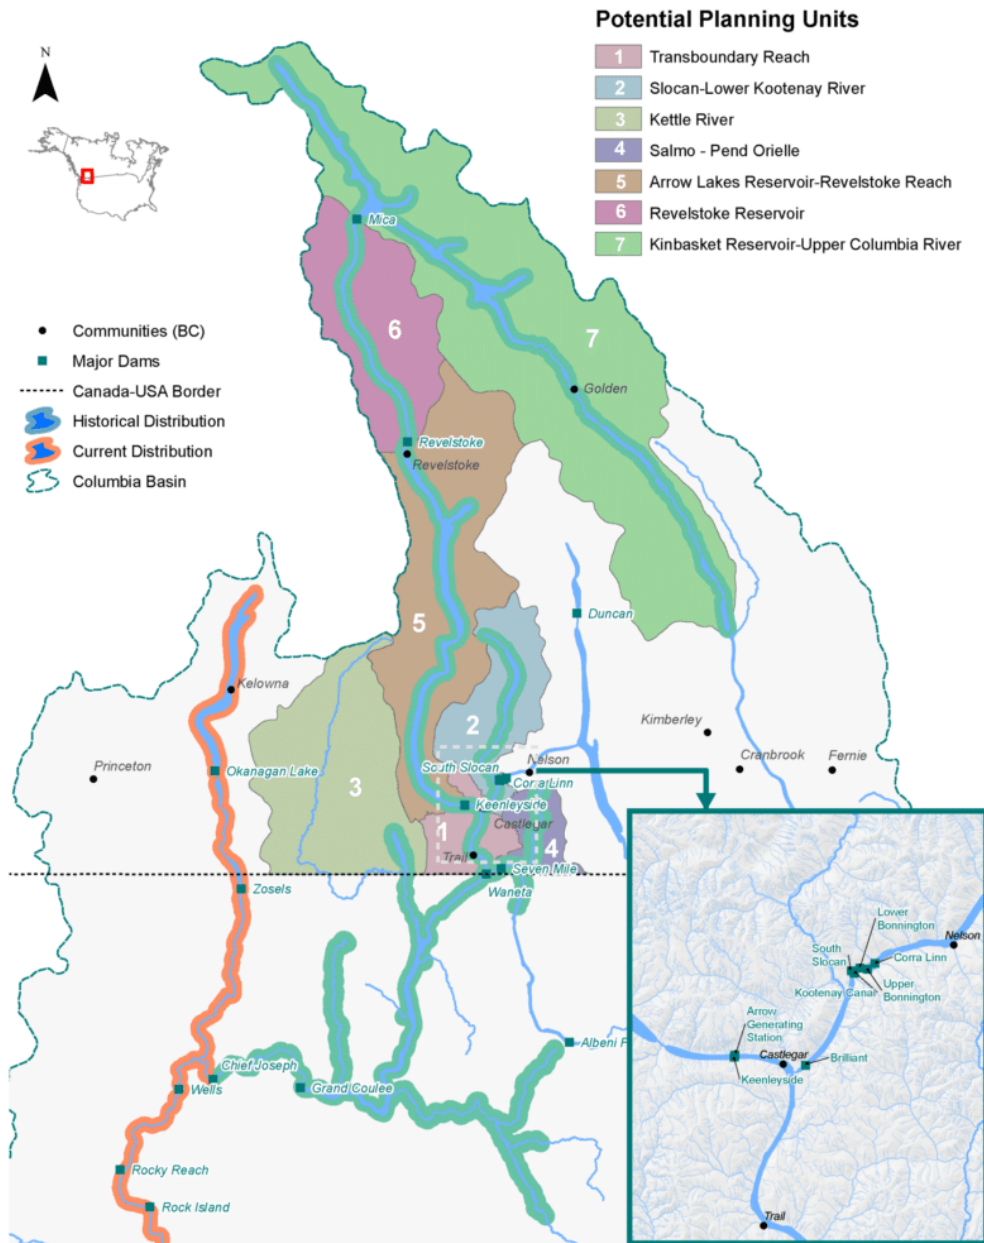 Potential Planning Units
1 Transboundary Reach
2 Slocan-Lower Kootenay River
3 Kettle River
4 Salmo - Pend Orielle
5 Arrow Lakes Reservoir-Revelstoke Reach
6 Revelstoke Reservoir
7 Kinbasket Reservoir-Upper Columbia River
N
Communities (BC)
Major Dams
Canada-USA Border
Historical Distribution
Current Distribution
Columbia Basin
Mica
6
7
Golden
Revelstoke
Revelstoke
5
Duncan
Kelowna
2
Kimberley
Princeton
Okanagan Lake
3
South Slocan
Nelson
Corra Linn
Cranbrook
Fernie
Keenleyside
Castlegar
1
Trail
4
Seven Mile
Waneta
Zosels
Albeni F
Chief Joseph
Wells
Grand Coulee
Rocky Reach
Rock Island
Lower
Bonnington
Nelson
South
Slocan
Corra Linn
Kootenay Canal
Upper
Bonnington
Arrow
Generating
Station
Castlegar
Brilliant
Keenleyside
Trail